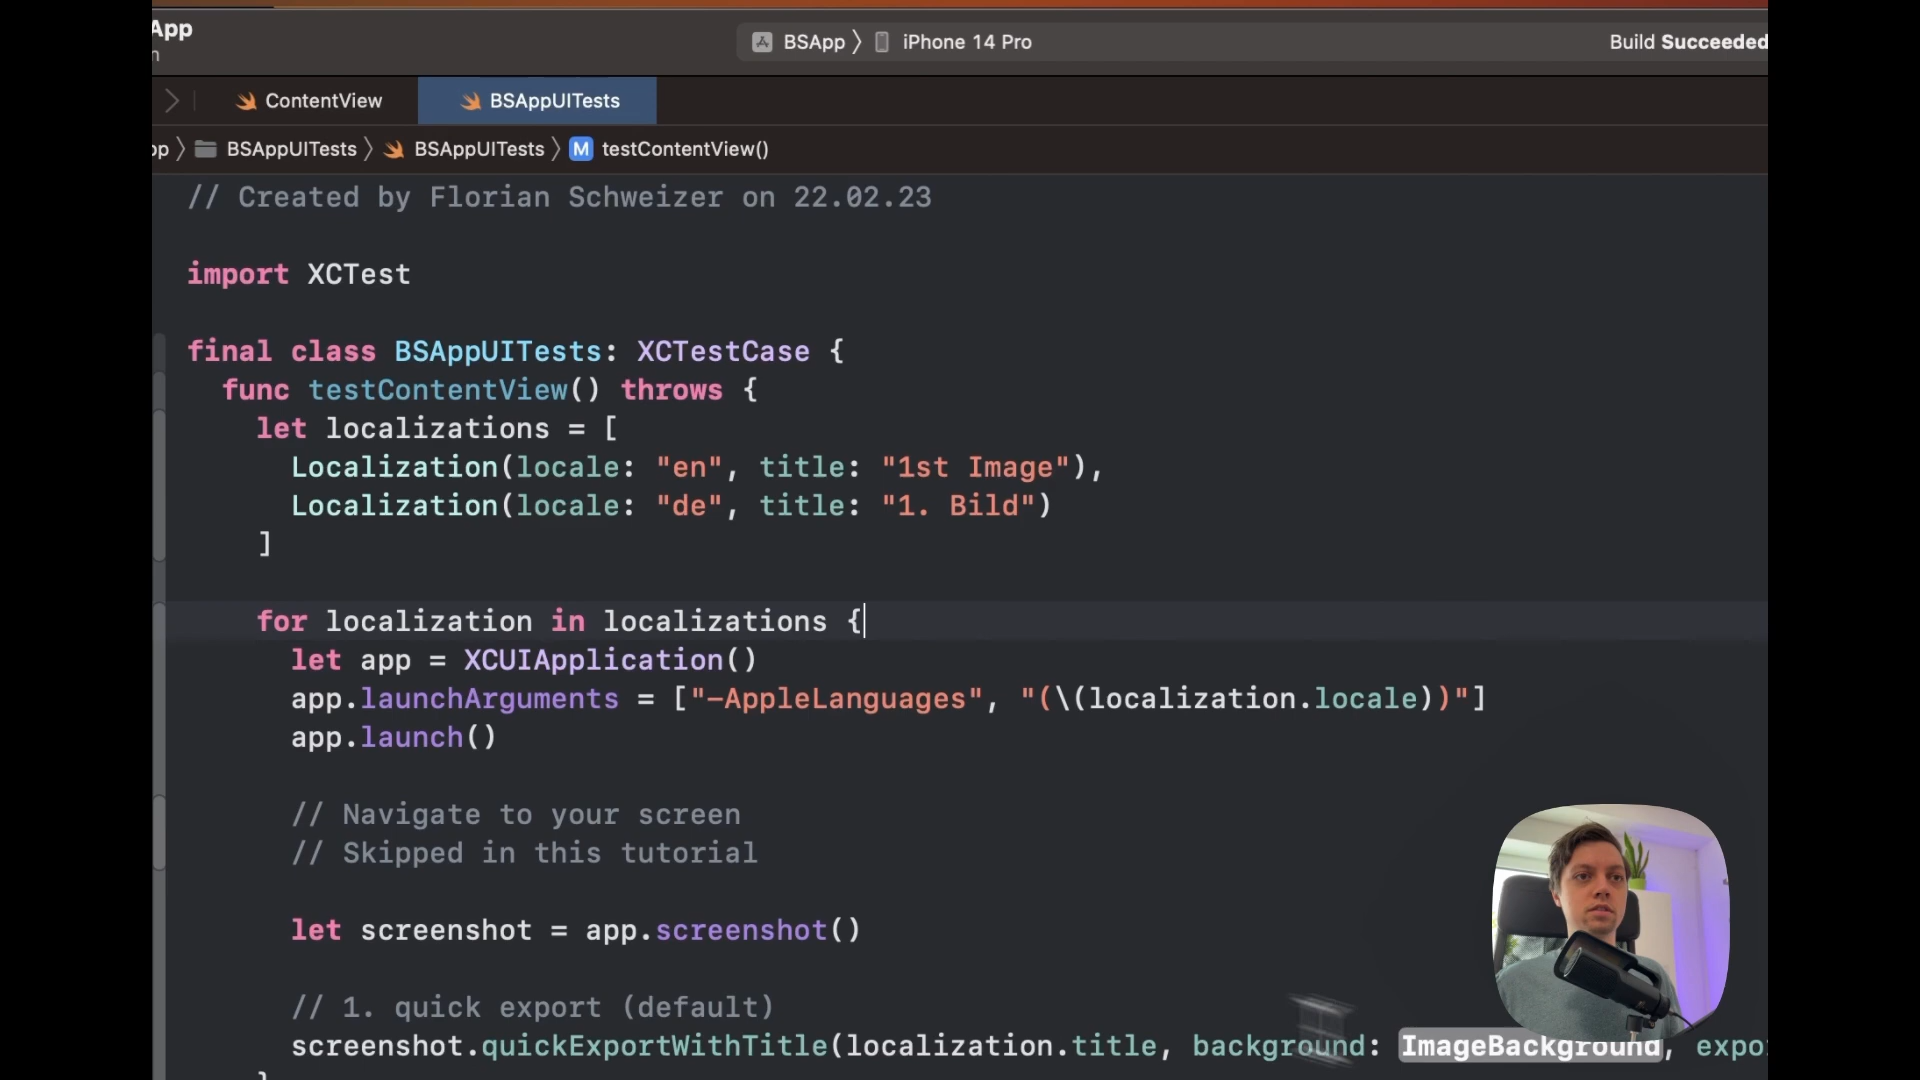 App
BSApp iPhone 14 Pro Build Succeeded
n
ContentView BSAppUITests
pp BSAppUITests BSAppUITests M testContentView()
// Created by Florian Schweizer on 22.02.23
import XCTest
final class BSAppUITests: XCTestCase {
func testContentView() throws {
let localizations = [
Localization(locale: "en", title: "1st Image"),
Localization(locale: "de", title: "1. Bild")
]
for localization in localizations {
let app = XCUIApplication()
app.launchArguments = ["-AppleLanguages", "(\(localization.locale))"]
app.launch()
// Navigate to your screen
// Skipped in this tutorial
let screenshot = app.screenshot()
// 1. quick export (default)
screenshot.quickExportWithTitle(localization.title, background: ImageBackground, expo
}